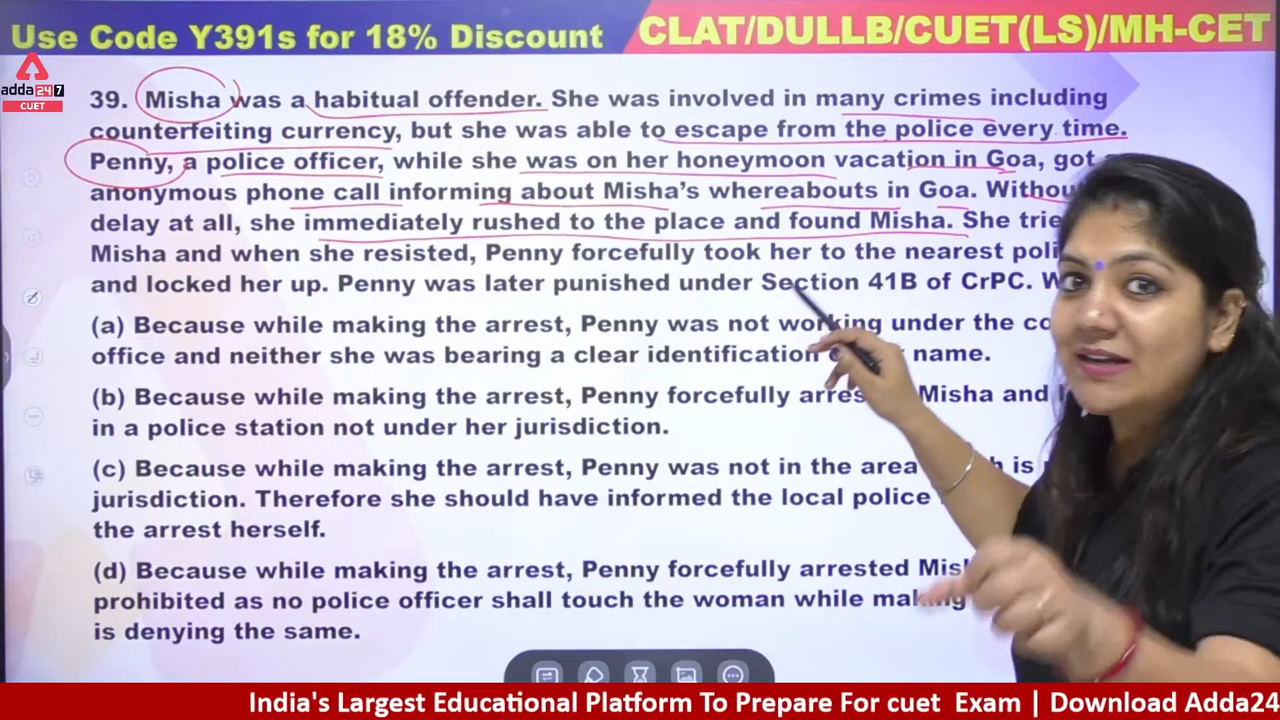 Use Code Y391s for 18% Discount
CLAT/DULLB/CUET(LS)/MH-CET
adda247
CUET
39. Misha was a habitual offender. She was involved in many crimes including
counterfeiting currency, but she was able to escape from the police every time.
Penny, a police officer, while she was on her honeymoon vacation in Goa, got
anonymous phone call informing about Misha's whereabouts in Goa.
delay at all, she immediately rushed to the place and found Misha. She
Misha and when she resisted, Penny forcefully took her to the nearest
and locked her up. Penny was later punished under Section 41B of CrPC.
(a) Because while making the arrest, Penny was not working under the
office and neither she was bearing a clear identification name.
(b) Because while making the arrest, Penny forcefully Misha and
in a police station not under her jurisdiction.
(c) Because while making the arrest, Penny was not in the area is
jurisdiction. Therefore she should have informed the local police
the arrest herself.
(d) Because while making the arrest, Penny forcefully arrested
prohibited as no police officer shall touch the woman while
is denying the same.
India's Largest Educational Platform To Prepare For cuet Exam | Download Adda24